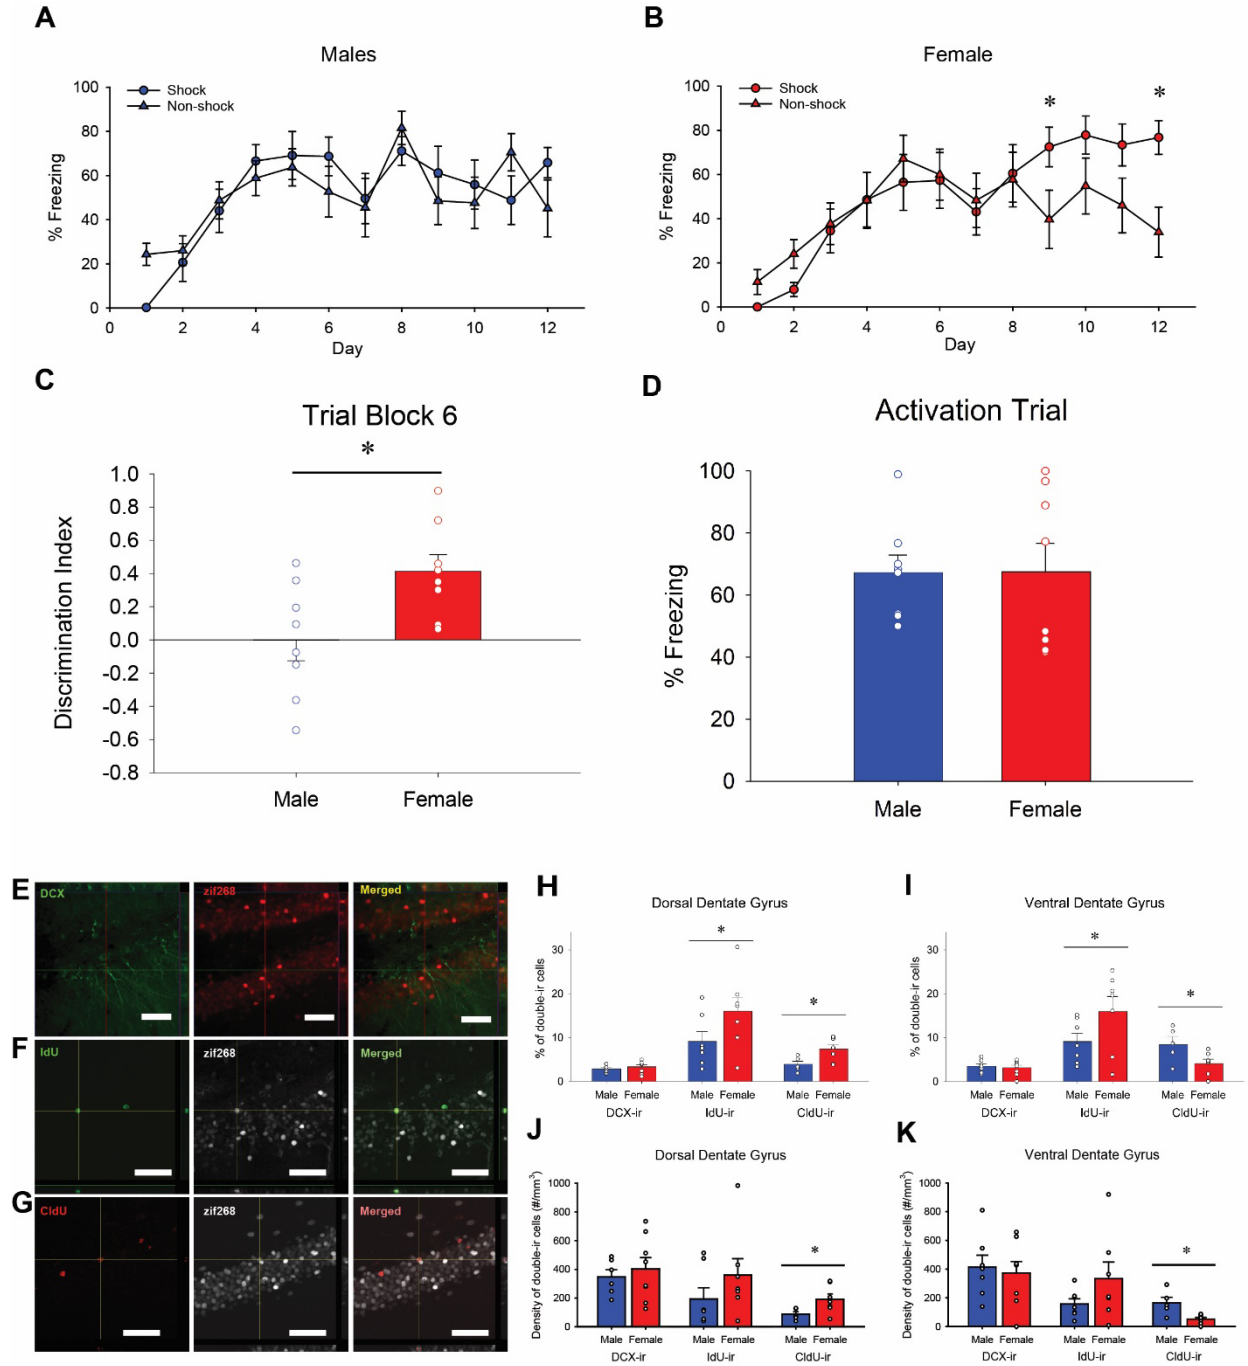 A
Males
Shock
Non-shock
100
80
60
40
20
0
% Freezing
0 2 4 6 8 10 12
Day
B
Female
Shock
Non-shock
* *
100
80
60
40
20
0
% Freezing
0 2 4 6 8 10 12
Day
C
Trial Block 6
*
1.0
0.8
0.6
0.4
0.2
0.0
-0.2
-0.4
-0.6
-0.8
Discrimination Index
Male Female
D
Activation Trial
100
80
60
40
20
0
% Freezing
Male Female
E
DCX zif268 Merged
F
IdU zif268 Merged
G
CldU zif268 Merged
H
Dorsal Dentate Gyrus
* *
30
20
10
0
% of double-ir cells
Male Female Male Female Male Female
DCX-ir IdU-ir CldU-ir
I
Ventral Dentate Gyrus
* *
30
20
10
0
% of double-ir cells
Male Female Male Female Male Female
DCX-ir IdU-ir CldU-ir
J
Dorsal Dentate Gyrus
*
1000
800
600
400
200
0
Density of double-ir cells (#/mm³)
Male Female Male Female Male Female
DCX-ir IdU-ir CldU-ir
K
Ventral Dentate Gyrus
*
1000
800
600
400
200
0
Density of double-ir cells (#/mm³)
Male Female Male Female Male Female
DCX-ir IdU-ir CldU-ir